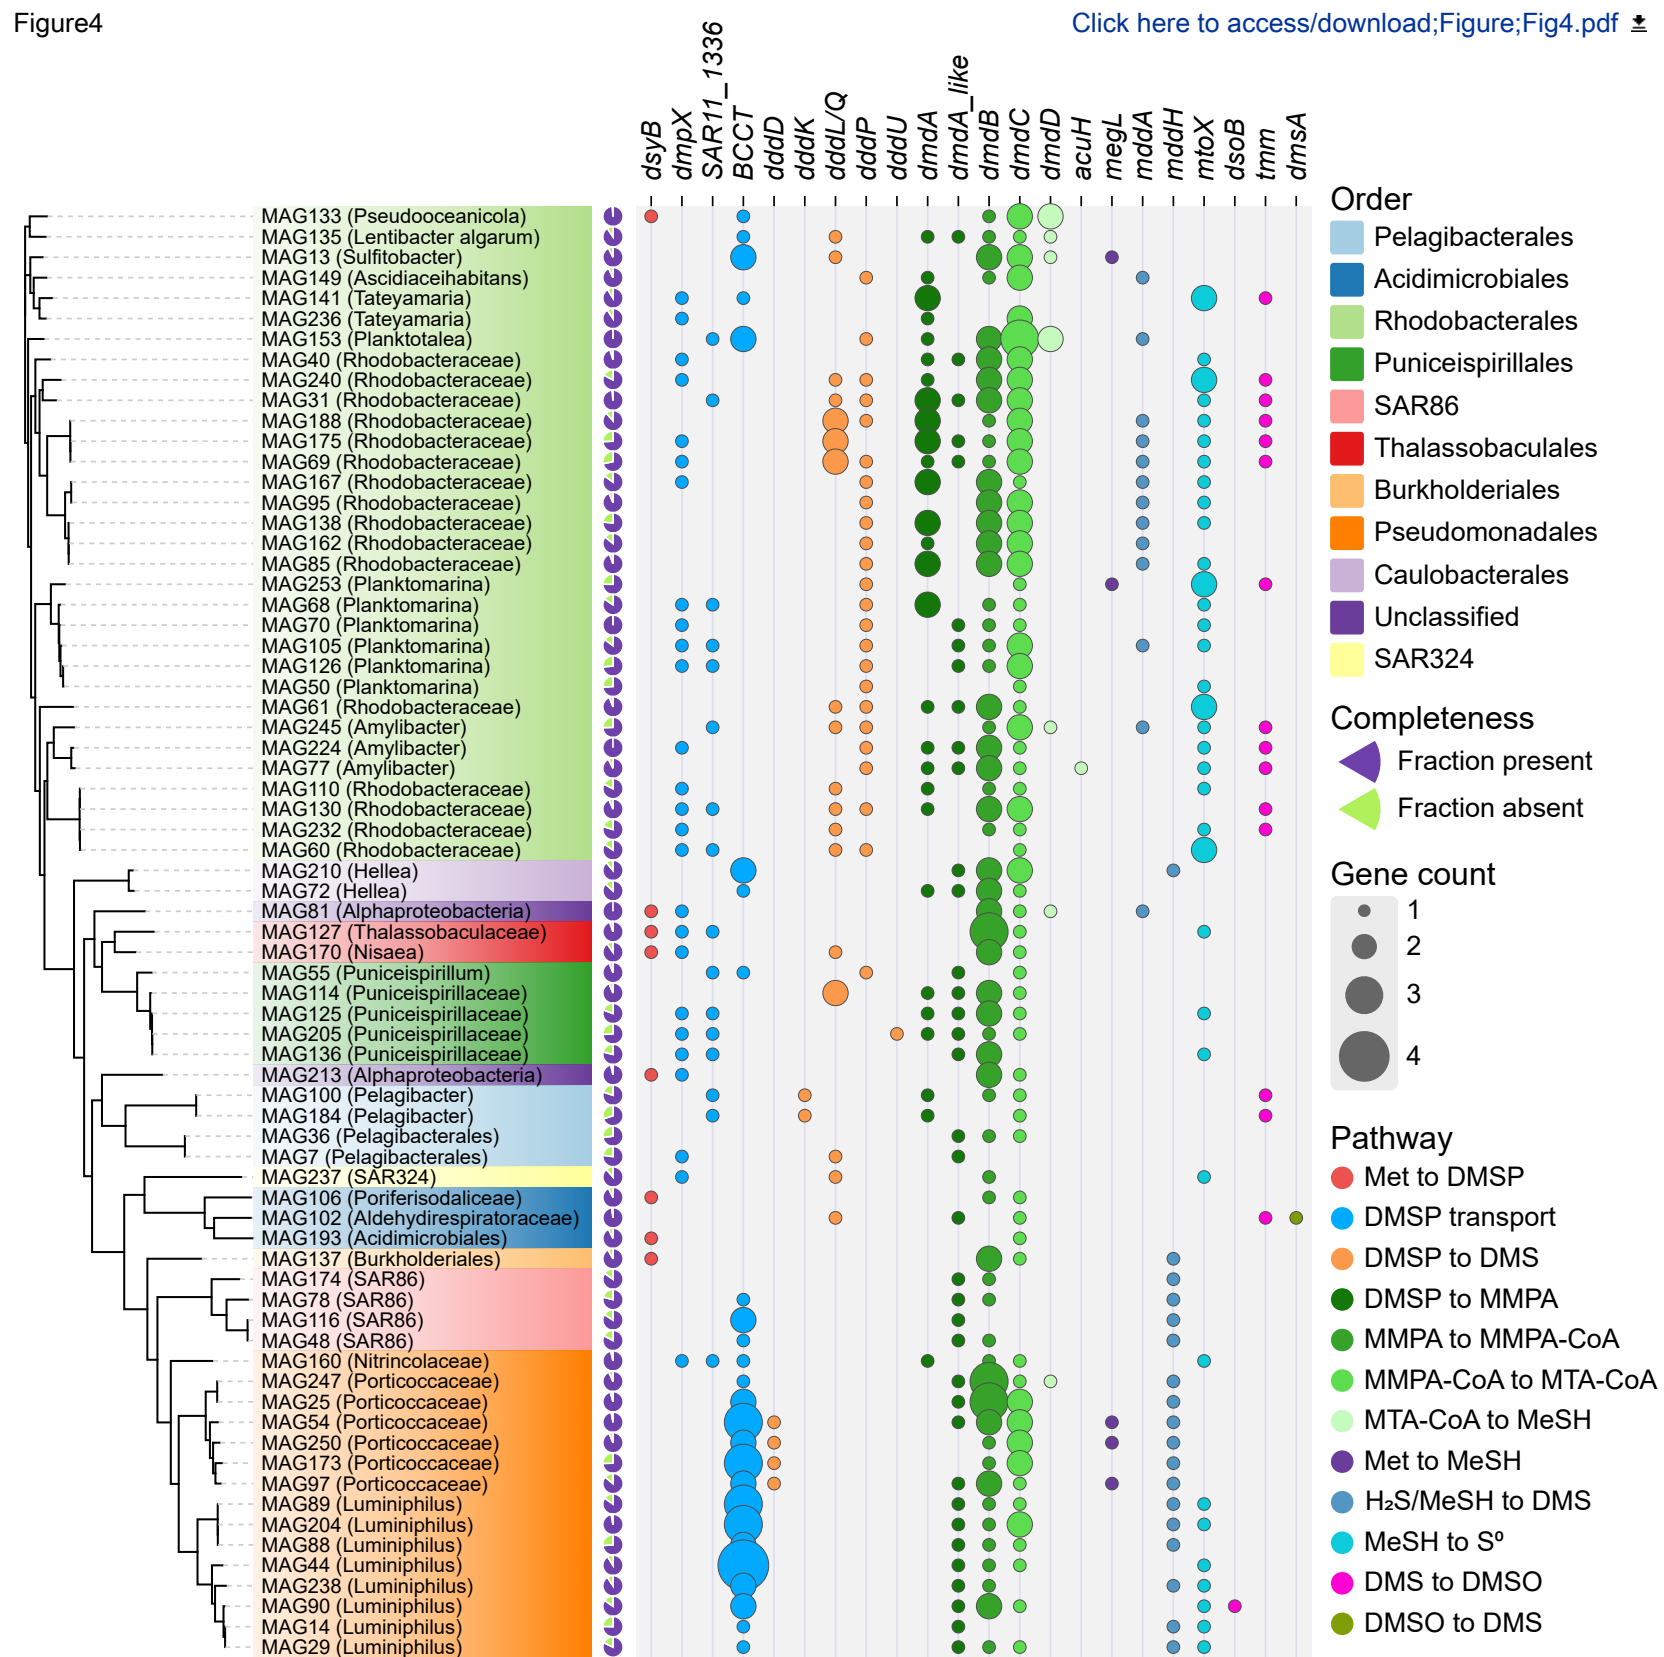 Figure4
Click here to access/download;Figure;Fig4.pdf
dsyB
dmpX
SAR11_1336
BCCT
dddD
dddK
dddL/Q
dddP
dddU
dmdA
dmdA_like
dmdB
dmdC
dmdD
acuH
megL
mddA
mddH
mtoX
dsoB
tmm
dmsA
MAG133 (Pseudooceanicola)
MAG135 (Lentibacter algarum)
MAG13 (Sulfitobacter)
MAG149 (Ascidiaceihabitans)
MAG141 (Tateyamaria)
MAG236 (Tateyamaria)
MAG153 (Planktotalea)
MAG40 (Rhodobacteraceae)
MAG240 (Rhodobacteraceae)
MAG31 (Rhodobacteraceae)
MAG188 (Rhodobacteraceae)
MAG175 (Rhodobacteraceae)
MAG69 (Rhodobacteraceae)
MAG167 (Rhodobacteraceae)
MAG95 (Rhodobacteraceae)
MAG138 (Rhodobacteraceae)
MAG162 (Rhodobacteraceae)
MAG85 (Rhodobacteraceae)
MAG253 (Planktomarina)
MAG68 (Planktomarina)
MAG70 (Planktomarina)
MAG105 (Planktomarina)
MAG126 (Planktomarina)
MAG50 (Planktomarina)
MAG61 (Rhodobacteraceae)
MAG245 (Amylibacter)
MAG224 (Amylibacter)
MAG77 (Amylibacter)
MAG110 (Rhodobacteraceae)
MAG130 (Rhodobacteraceae)
MAG232 (Rhodobacteraceae)
MAG60 (Rhodobacteraceae)
MAG210 (Hellea)
MAG72 (Hellea)
MAG81 (Alphaproteobacteria)
MAG127 (Thalassobaculaceae)
MAG170 (Nisaea)
MAG55 (Puniceispirillum)
MAG114 (Puniceispirillaceae)
MAG125 (Puniceispirillaceae)
MAG205 (Puniceispirillaceae)
MAG136 (Puniceispirillaceae)
MAG213 (Alphaproteobacteria)
MAG100 (Pelagibacter)
MAG184 (Pelagibacter)
MAG36 (Pelagibacterales)
MAG7 (Pelagibacterales)
MAG237 (SAR324)
MAG106 (Poriferisodaliceae)
MAG102 (Aldehydirespiratoraceae)
MAG193 (Acidimicrobiales)
MAG137 (Burkholderiales)
MAG174 (SAR86)
MAG78 (SAR86)
MAG116 (SAR86)
MAG48 (SAR86)
MAG160 (Nitrincolaceae)
MAG247 (Porticoccaceae)
MAG25 (Porticoccaceae)
MAG54 (Porticoccaceae)
MAG250 (Porticoccaceae)
MAG173 (Porticoccaceae)
MAG97 (Porticoccaceae)
MAG89 (Luminiphilus)
MAG204 (Luminiphilus)
MAG88 (Luminiphilus)
MAG44 (Luminiphilus)
MAG238 (Luminiphilus)
MAG90 (Luminiphilus)
MAG14 (Luminiphilus)
MAG29 (Luminiphilus)
Order
Pelagibacterales
Acidimicrobiales
Rhodobacterales
Puniceispirillales
SAR86
Thalassobaculales
Burkholderiales
Pseudomonadales
Caulobacterales
Unclassified
SAR324
Completeness
Fraction present
Fraction absent
Gene count
1
2
3
4
Pathway
Met to DMSP
DMSP transport
DMSP to DMS
DMSP to MMPA
MMPA to MMPA-CoA
MMPA-CoA to MTA-CoA
MTA-CoA to MeSH
Met to MeSH
H₂S/MeSH to DMS
MeSH to S⁰
DMS to DMSO
DMSO to DMS